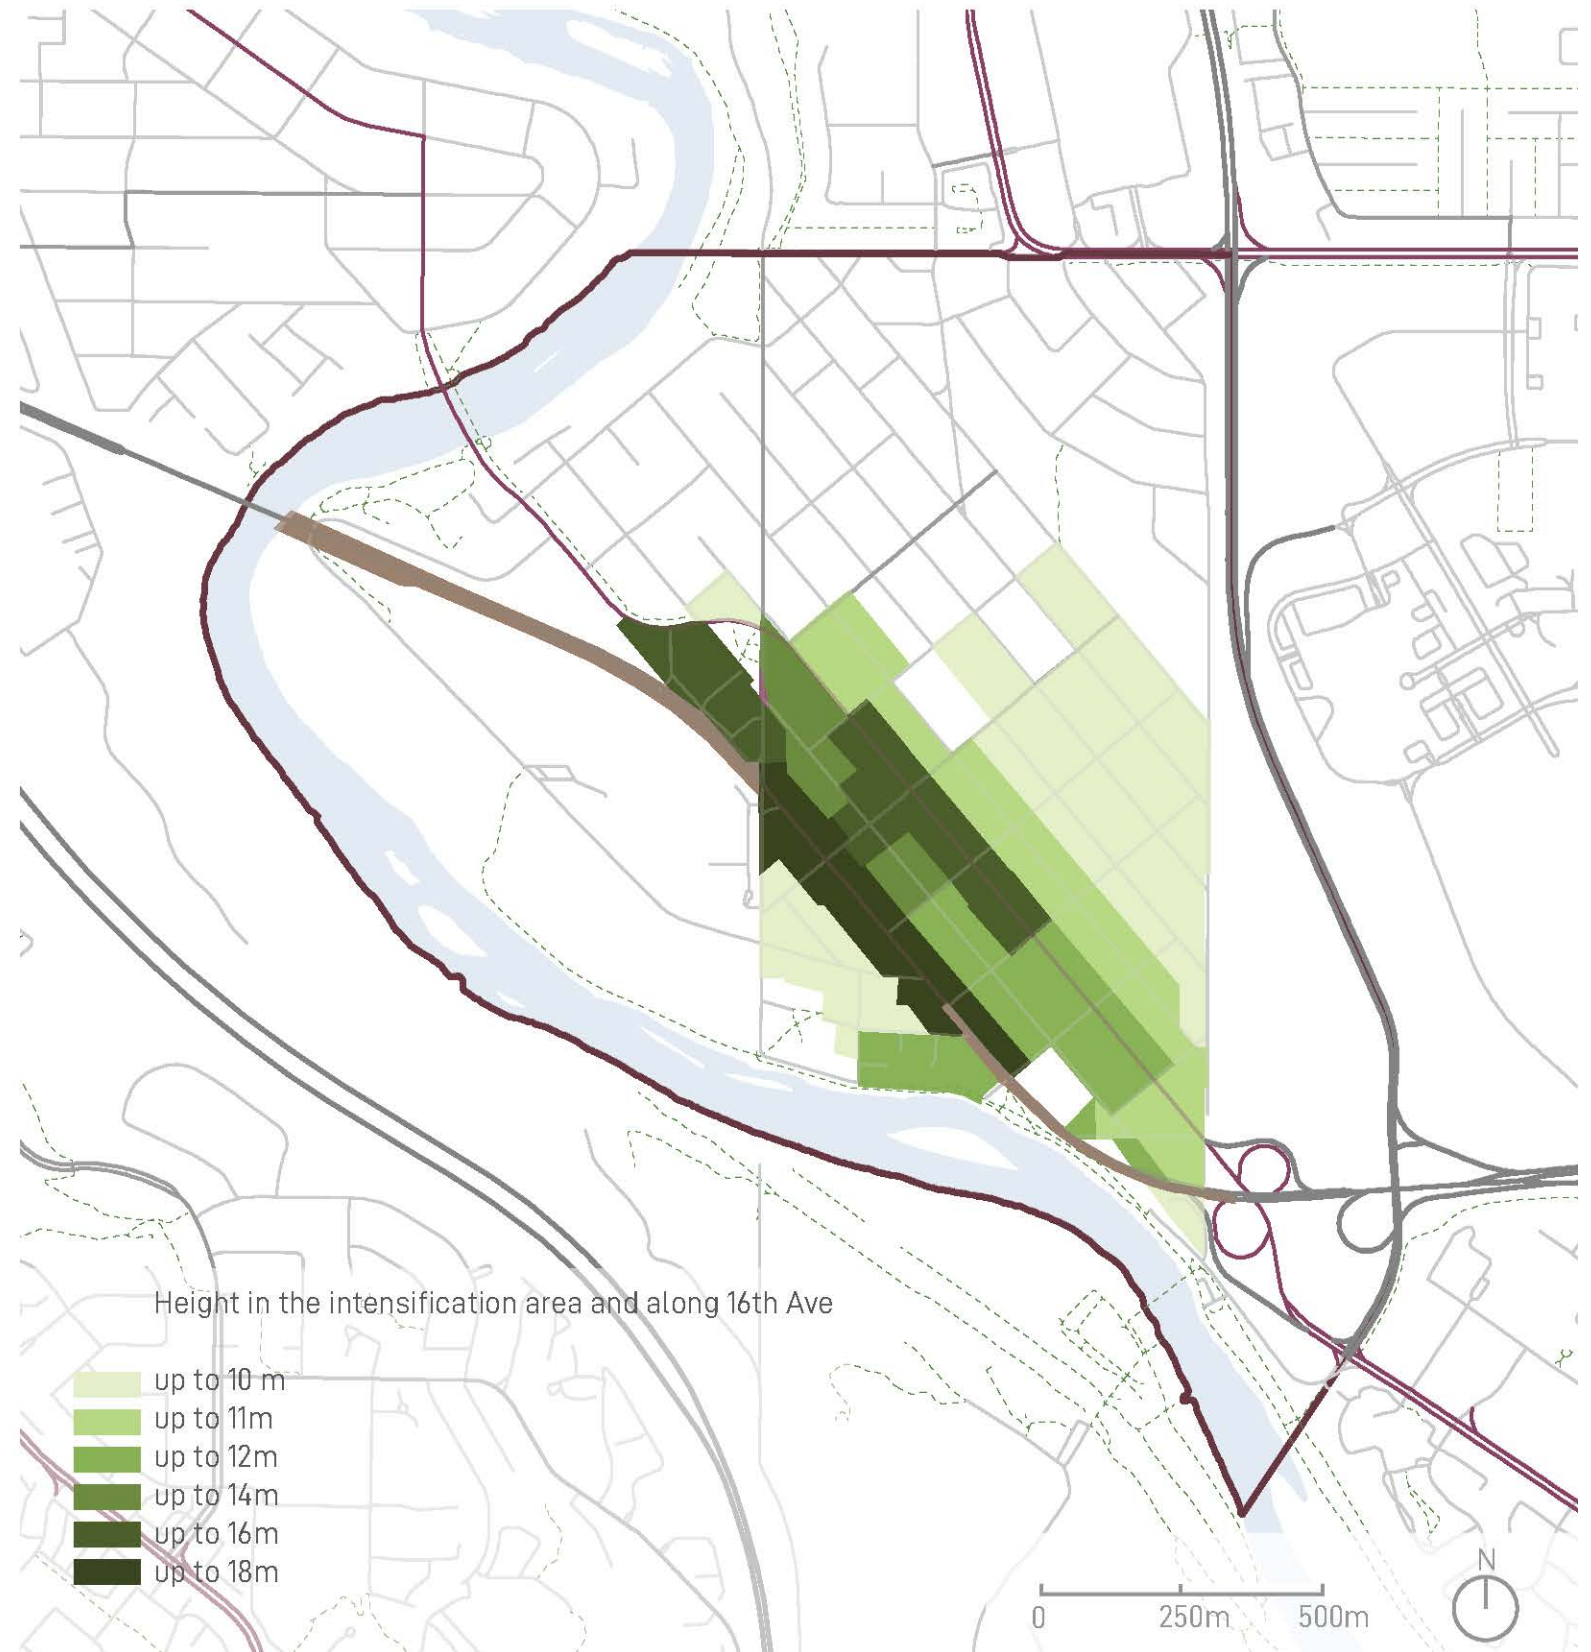 Height in the intensification area and along 16th Ave
up to 10 m
up to 11m
up to 12m
up to 14m
up to 16m
up to 18m
N
0 250m 500m